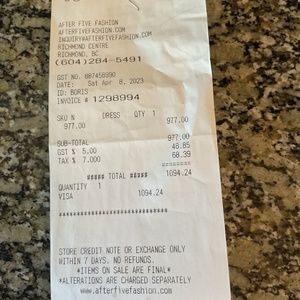 AFTER FIVE FASHION
AFTERFIVEFASHION.COM
INQUIRY@AFTERFIVEFASHION.COM
RICHMOND CENTRE
RICHMOND, BC
(604)284-5491
GST NO. 887458990
DATE: Sat Apr 8, 2023
ID: BORIS
INVOICE # 1298994
SKU N DRESS QTY 1
977.00 977.00
SUB-TOTAL 977.00
GST % 5.00 48.85
TAX % 7.000 68.39
========
##### TOTAL ##### 1094.24
QUANTITY 1
VISA 1094.24
STORE CREDIT NOTE OR EXCHANGE ONLY
WITHIN 7 DAYS. NO REFUNDS.
*ITEMS ON SALE ARE FINAL*
*ALTERATIONS ARE CHARGED SEPARATELY
www.afterfivefashion.com